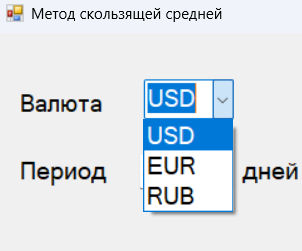 Метод скользящей средней
Валюта USD
USD
EUR
Период дней
RUB